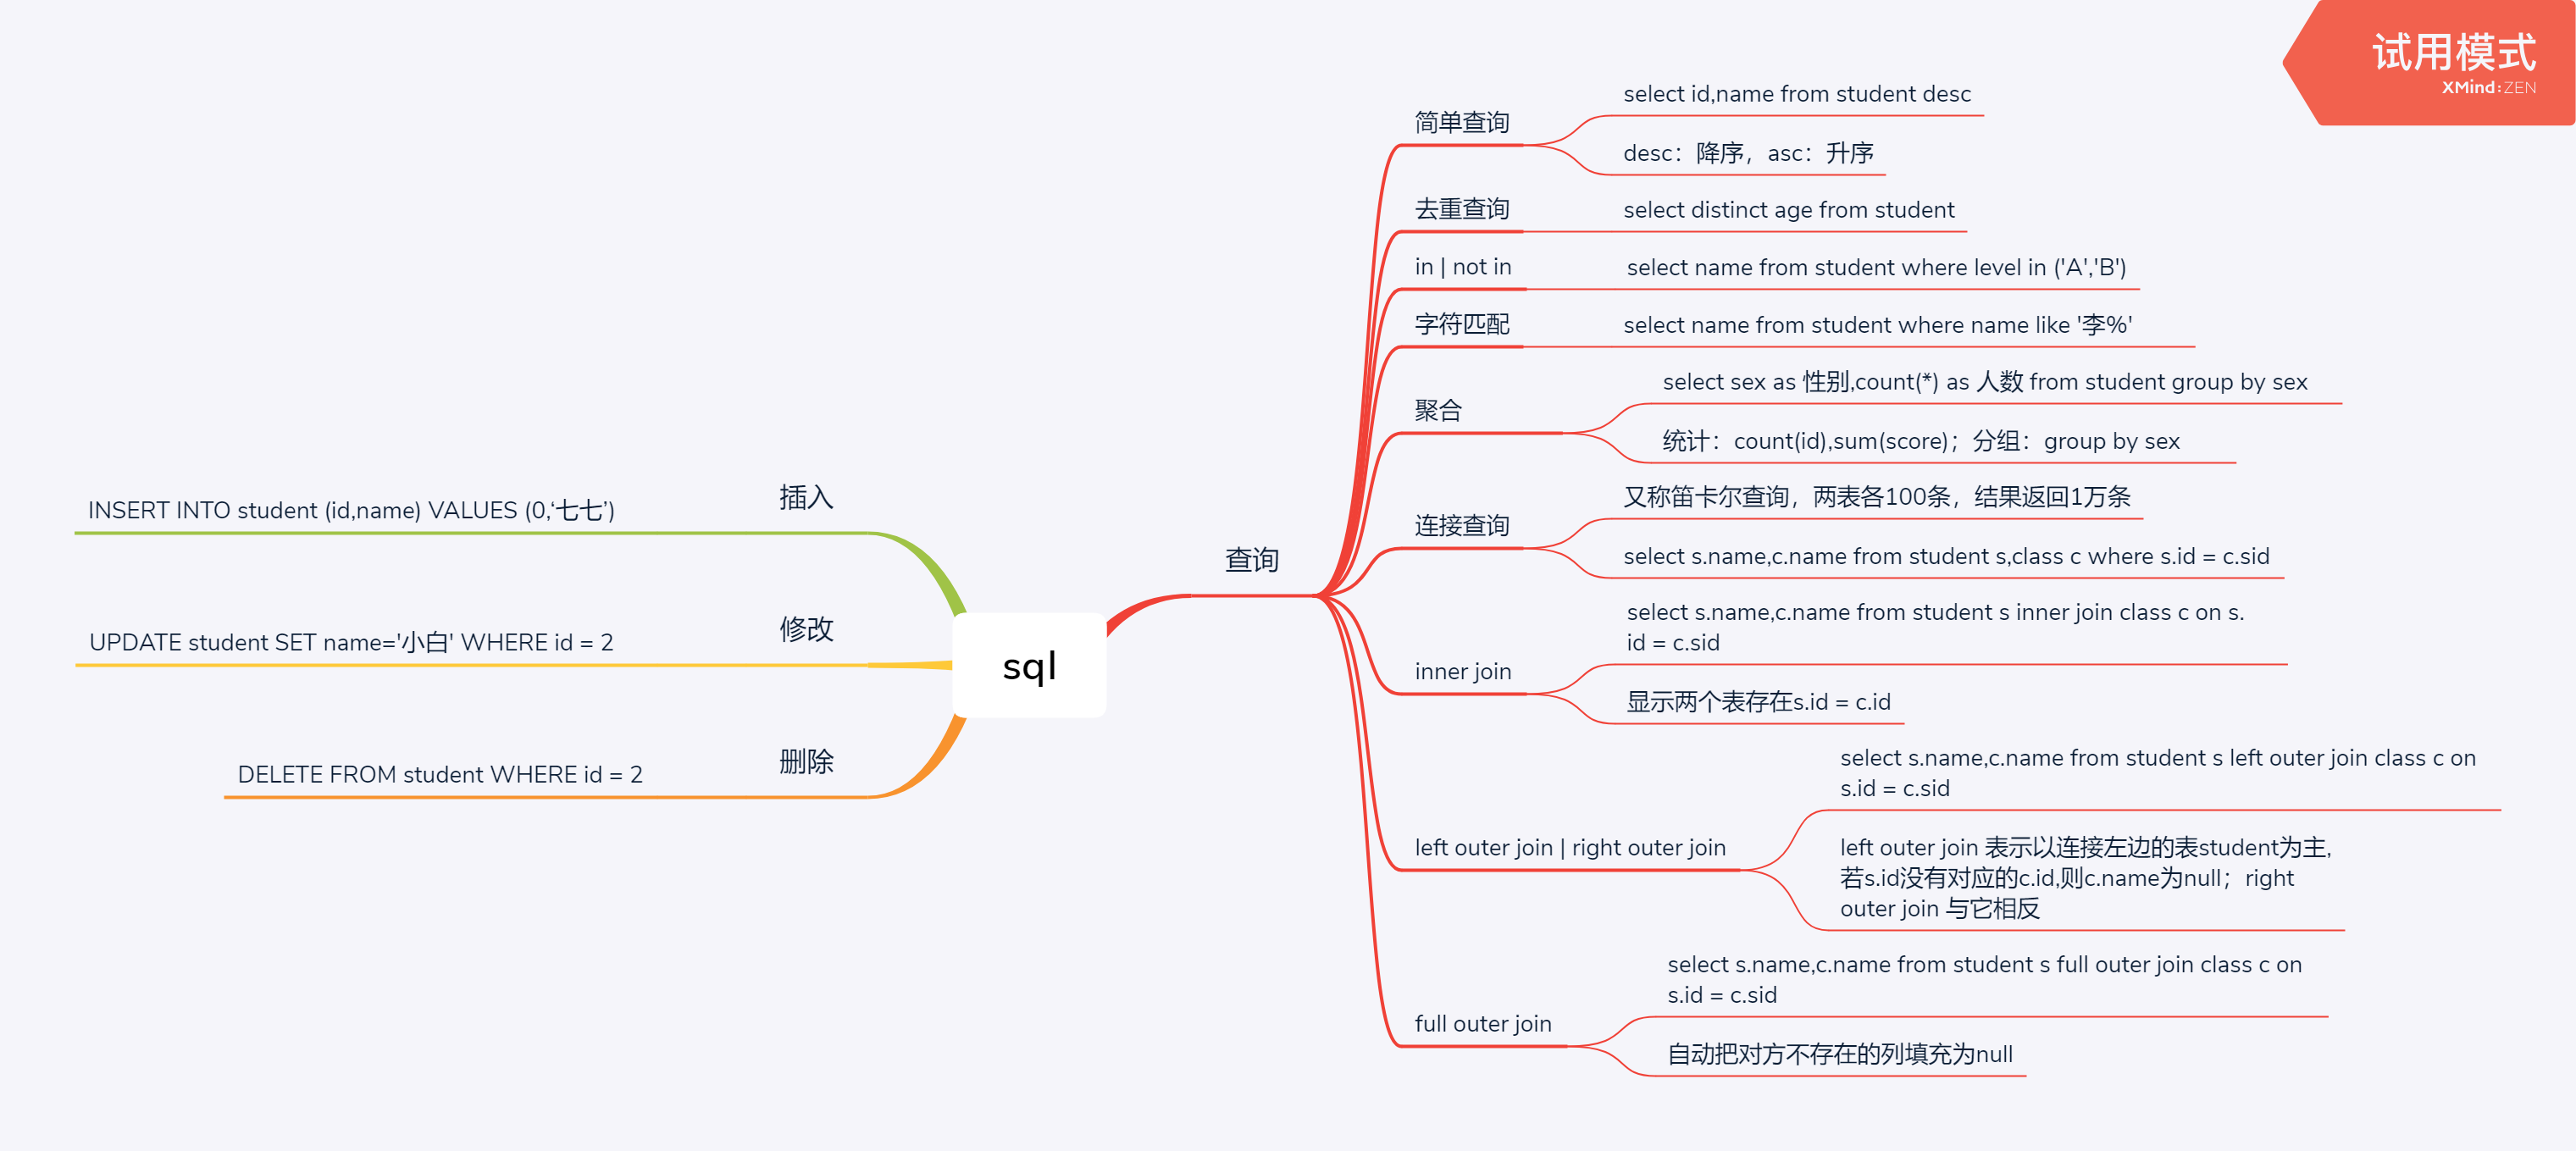 试用模式
XMind:ZEN
sql
查询
简单查询
select id,name from student desc
desc：降序，asc：升序
去重查询
select distinct age from student
in | not in
select name from student where level in ('A','B')
字符匹配
select name from student where name like '李%'
聚合
select sex as 性别,count(*) as 人数 from student group by sex
统计：count(id),sum(score)；分组：group by sex
连接查询
又称笛卡尔查询，两表各100条，结果返回1万条
select s.name,c.name from student s,class c where s.id = c.sid
inner join
select s.name,c.name from student s inner join class c on s.
id = c.sid
显示两个表存在s.id = c.id
left outer join | right outer join
select s.name,c.name from student s left outer join class c on
s.id = c.sid
left outer join 表示以连接左边的表student为主,
若s.id没有对应的c.id,则c.name为null；right
outer join 与它相反
full outer join
select s.name,c.name from student s full outer join class c on
s.id = c.sid
自动把对方不存在的列填充为null
插入
INSERT INTO student (id,name) VALUES (0,‘七七’)
修改
UPDATE student SET name='小白' WHERE id = 2
删除
DELETE FROM student WHERE id = 2